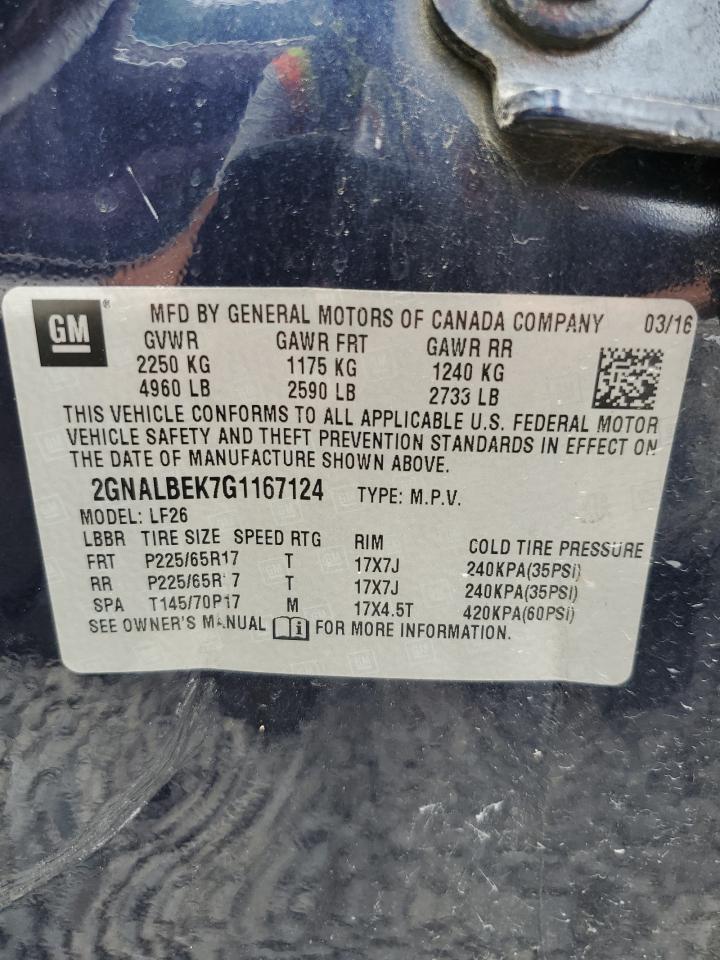 GM ® MFD BY GENERAL MOTORS OF CANADA COMPANY 03/16
GVWR GAWR FRT GAWR RR
2250 KG 1175 KG 1240 KG
4960 LB 2590 LB 2733 LB
THIS VEHICLE CONFORMS TO ALL APPLICABLE U.S. FEDERAL MOTOR
VEHICLE SAFETY AND THEFT PREVENTION STANDARDS IN EFFECT ON
THE DATE OF MANUFACTURE SHOWN ABOVE.
2GNALBEK7G1167124 TYPE: M.P.V.
MODEL: LF26
LBBR TIRE SIZE SPEED RTG RIM COLD TIRE PRESSURE
FRT P225/65R17 T 17X7J 240KPA(35PSI)
RR P225/65R17 T 17X7J 240KPA(35PSI)
SPA T145/70R17 M 17X4.5T 420KPA(60PSI)
SEE OWNER'S MANUAL FOR MORE INFORMATION.